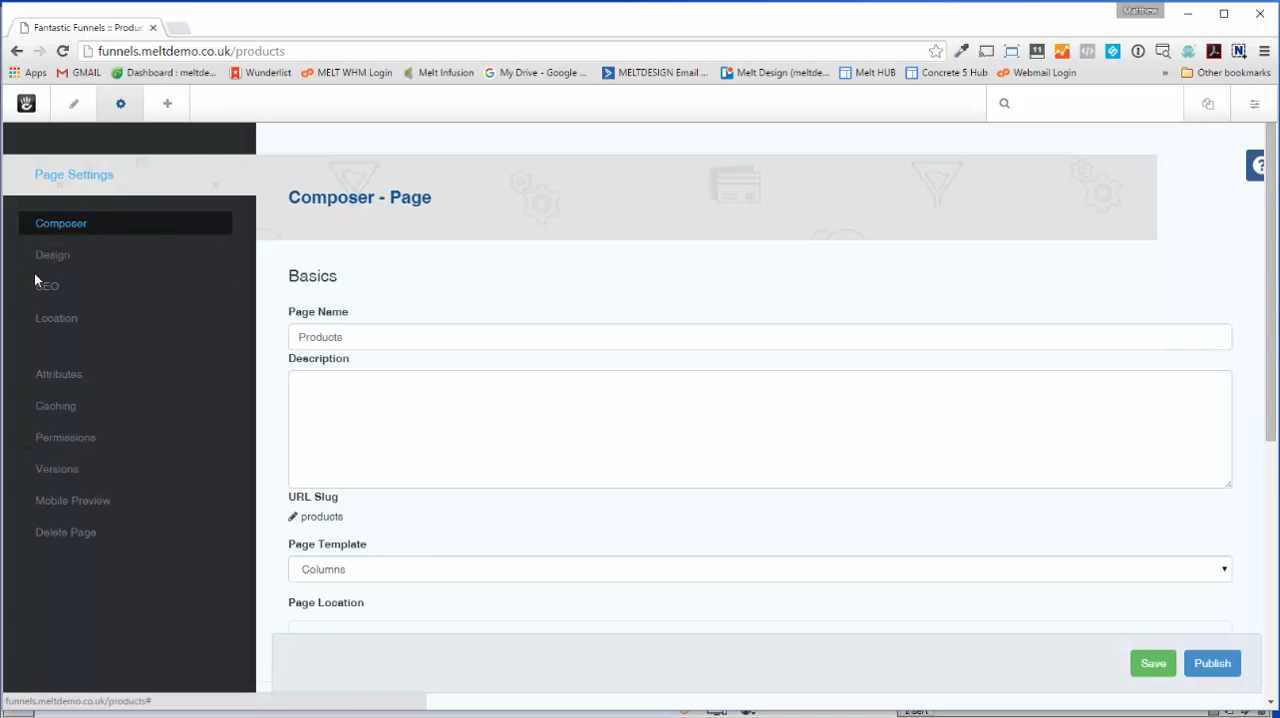 Matthew
Fantastic Funnels :: Produc
funnels.meltdemo.co.uk/products
Apps GMAIL Dashboard : meltde... Wunderlist MELT WHM Login Melt Infusion My Drive - Google ... MELTDESIGN Email ... Melt Design (meltde... Melt HUB Concrete 5 Hub Webmail Login » Other bookmarks
Page Settings
Composer
Design
SEO
Location
Attributes
Caching
Permissions
Versions
Mobile Preview
Delete Page
Composer - Page
Basics
Page Name
Products
Description
URL Slug
products
Page Template
Columns
Page Location
Save Publish
funnels.meltdemo.co.uk/products#
Insert